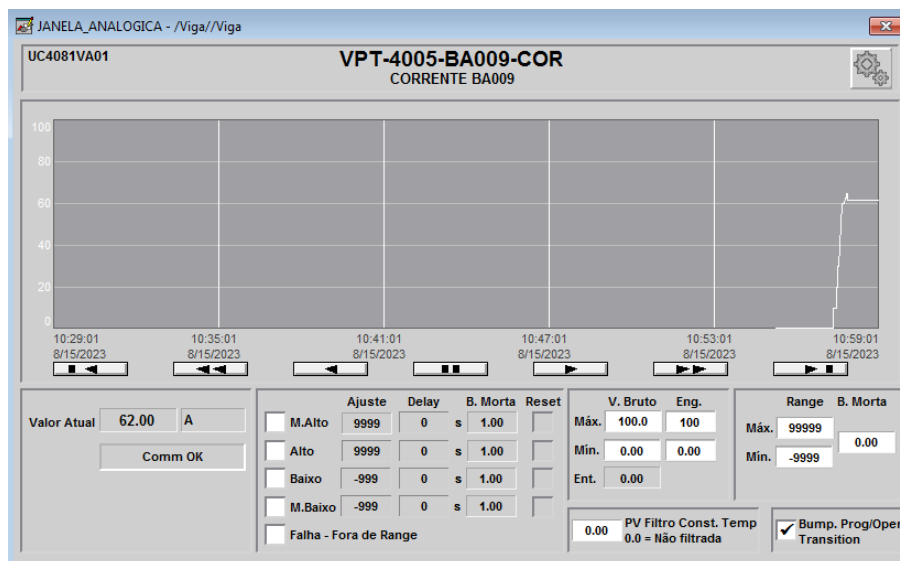 JANELA_ANALOGICA - /Viga//Viga
UC4081VA01
VPT-4005-BA009-COR
CORRENTE BA009
100
80
60
40
20
0
10:29:01 10:35:01 10:41:01 10:47:01 10:53:01 10:59:01
8/15/2023 8/15/2023 8/15/2023 8/15/2023 8/15/2023 8/15/2023
Valor Atual 62.00 A
Comm OK
Ajuste Delay B. Morta Reset
M.Alto 9999 0 s 1.00
Alto 9999 0 s 1.00
Baixo -999 0 s 1.00
M.Baixo -999 0 s 1.00
Falha - Fora de Range
V. Bruto Eng.
Máx. 100.0 100
Mín. 0.00 0.00
Ent. 0.00
0.00 PV Filtro Const. Temp
0.0 = Não filtrada
Range B. Morta
Máx. 99999
0.00
Mín. -9999
Bump. Prog/Oper
Transition